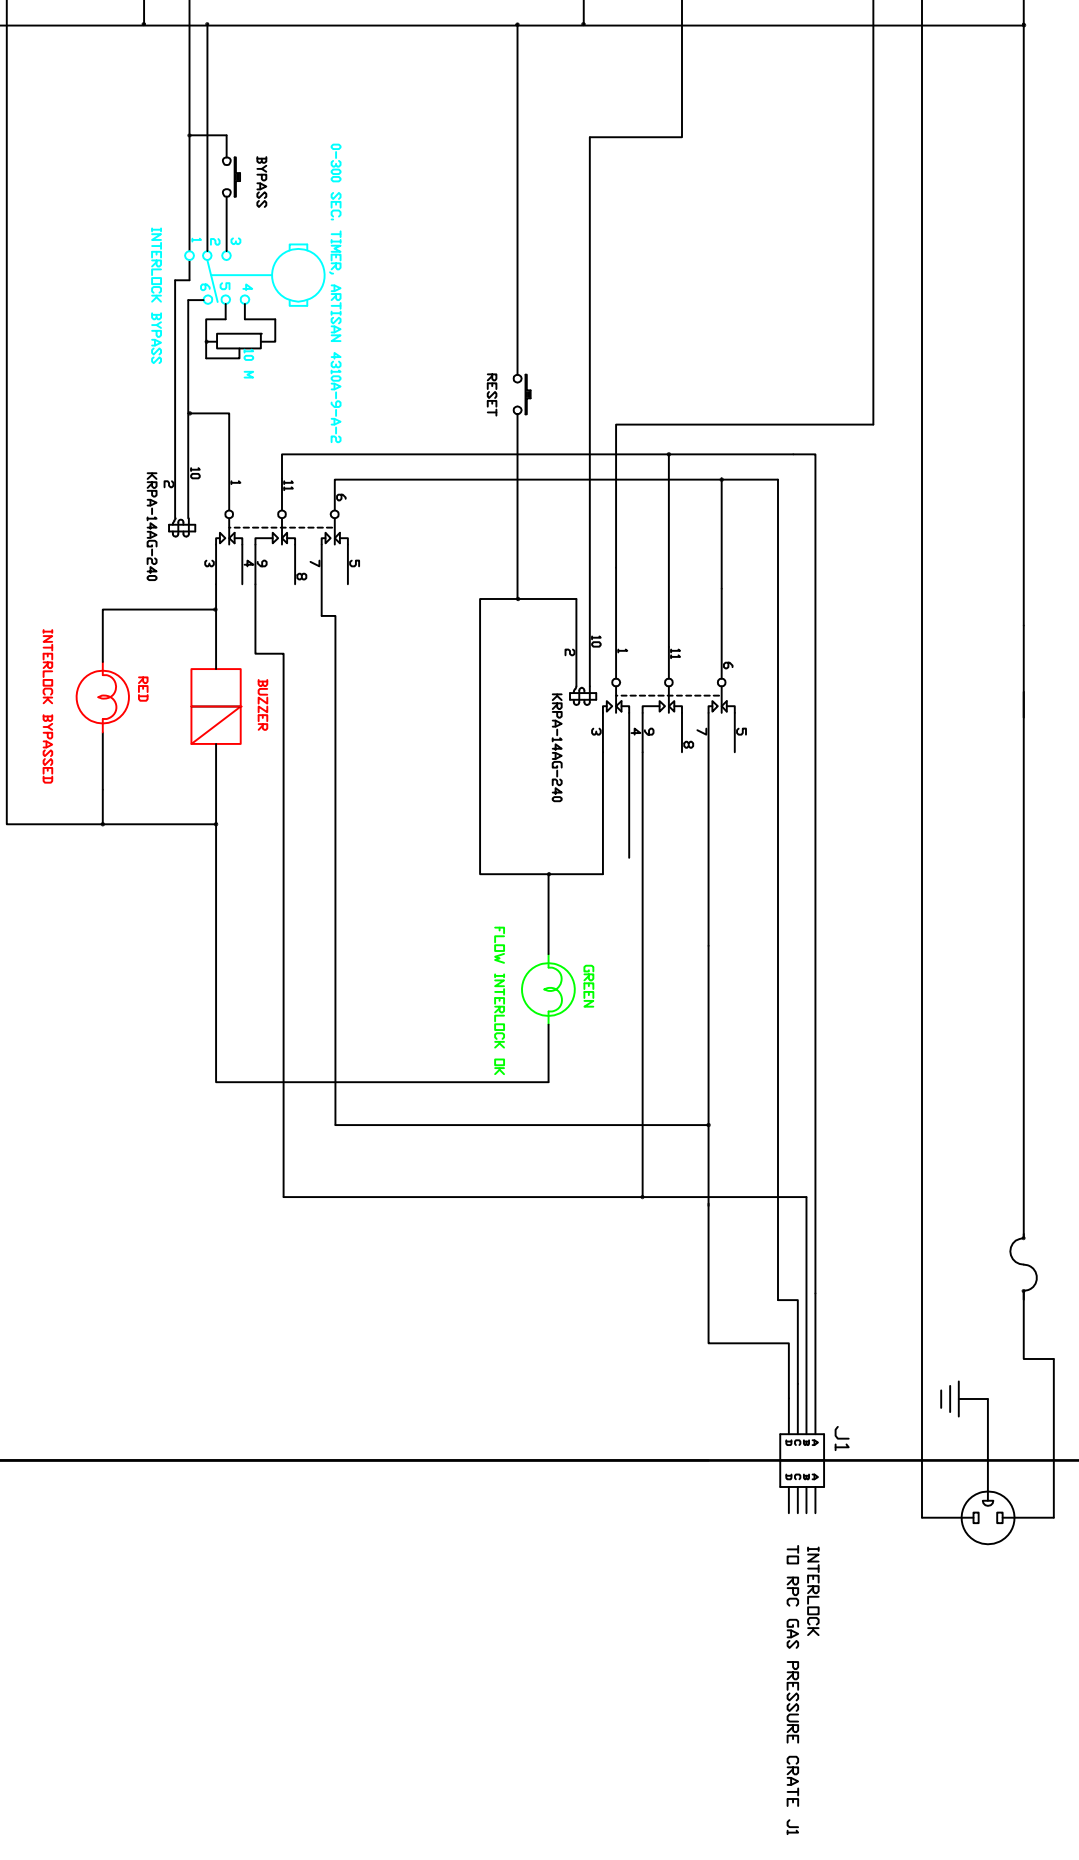 0-300 SEC. TIMER, ARTISAN 4310A-9-A-2
BYPASS
3
2
1
4
5
6
INTERLOCK BYPASS
10 M
RESET
10
2
KRPA-14AG-240
1
11
6
3
4
9
8
7
5
10
2
KRPA-14AG-240
1
11
6
3
4
9
8
7
5
BUZZER
RED
INTERLOCK BYPASSED
GREEN
FLOW INTERLOCK OK
J1
A
B
C
D
A
B
C
D
INTERLOCK
TO RPC GAS PRESSURE CRATE J1